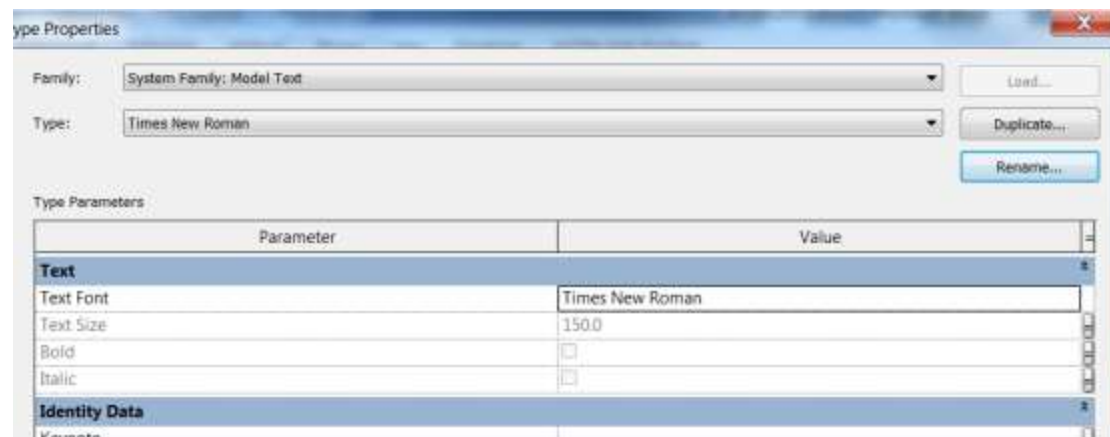 ype Properties
Family: System Family: Model Text Load...
Type: Times New Roman Duplicate...
Rename...
Type Parameters
Parameter Value =
Text
Text Font Times New Roman
Text Size 150.0
Bold
Italic
Identity Data
Keynote